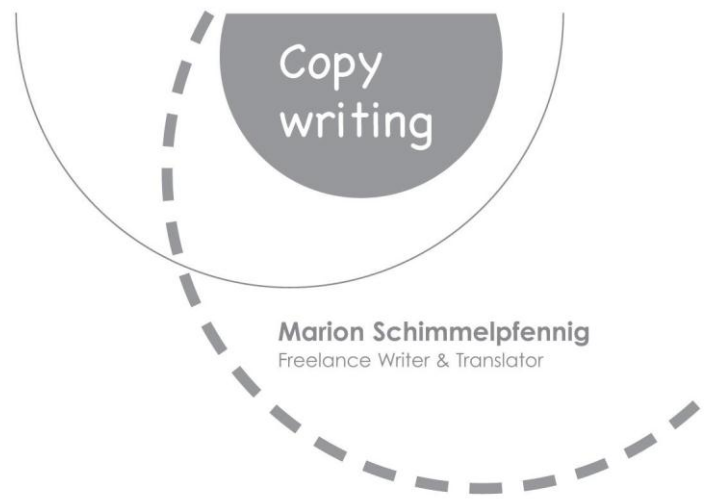 Copy
writing
Marion Schimmelpfennig
Freelance Writer & Translator